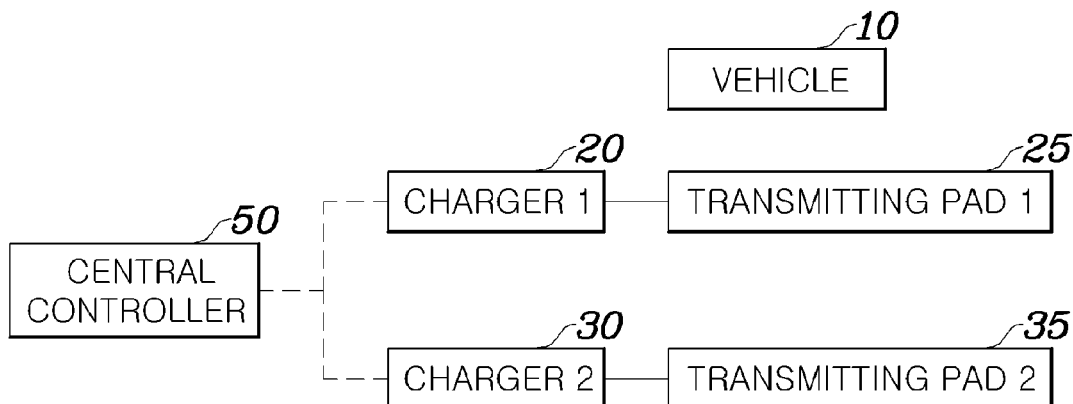 10
VEHICLE
20
25
CHARGER 1
TRANSMITTING PAD 1
50
CENTRAL
CONTROLLER
30
35
CHARGER 2
TRANSMITTING PAD 2